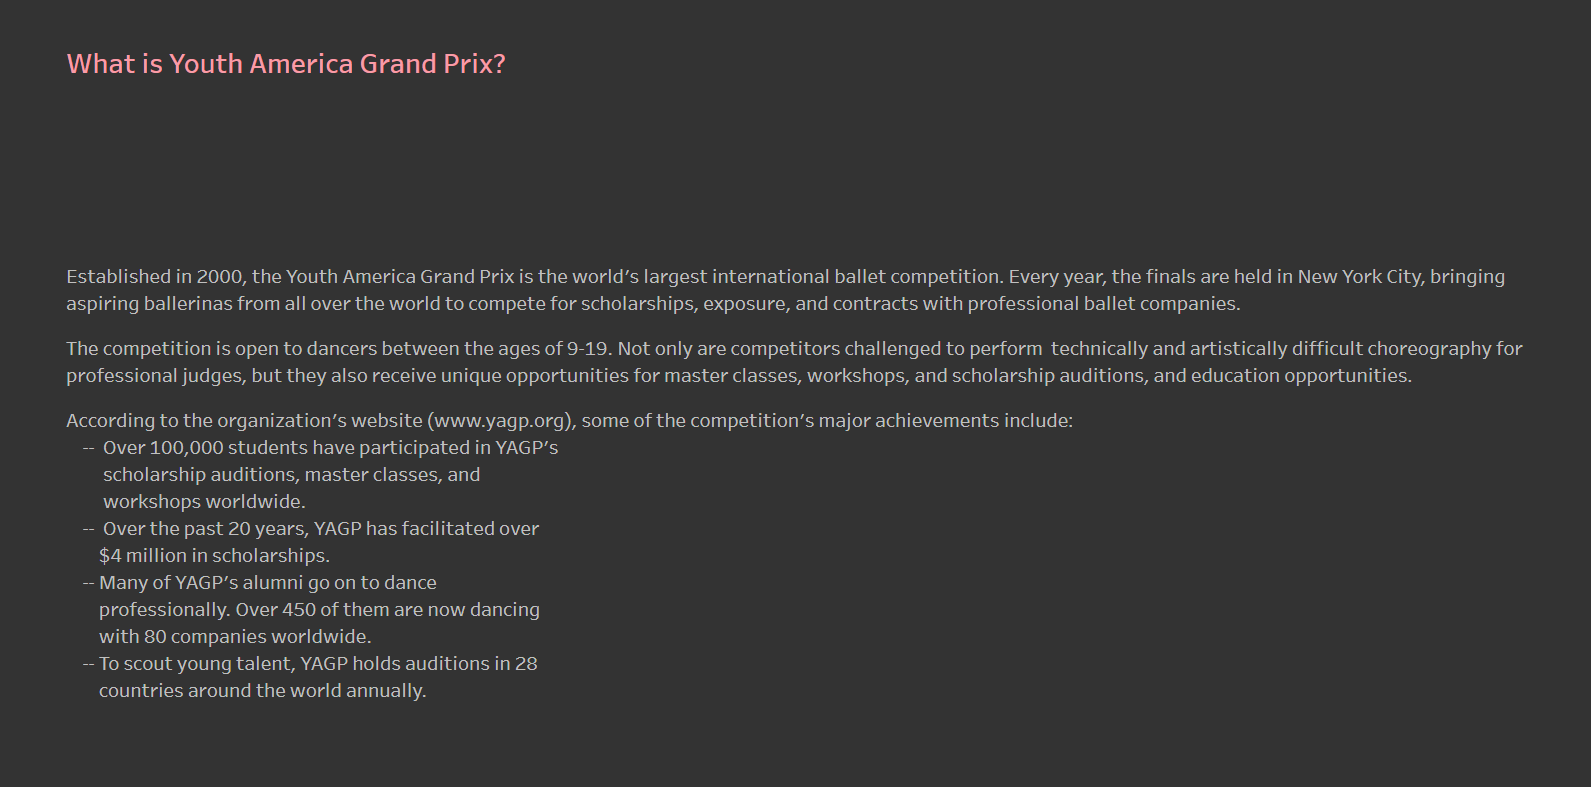 What is Youth America Grand Prix?
Established in 2000, the Youth America Grand Prix is the world’s largest international ballet competition. Every year, the finals are held in New York City, bringing
aspiring ballerinas from all over the world to compete for scholarships, exposure, and contracts with professional ballet companies.
The competition is open to dancers between the ages of 9-19. Not only are competitors challenged to perform  technically and artistically difficult choreography for
professional judges, but they also receive unique opportunities for master classes, workshops, and scholarship auditions, and education opportunities.
According to the organization’s website (www.yagp.org), some of the competition’s major achievements include:
-- Over 100,000 students have participated in YAGP’s
scholarship auditions, master classes, and
workshops worldwide.
-- Over the past 20 years, YAGP has facilitated over
$4 million in scholarships.
-- Many of YAGP’s alumni go on to dance
professionally. Over 450 of them are now dancing
with 80 companies worldwide.
-- To scout young talent, YAGP holds auditions in 28
countries around the world annually.